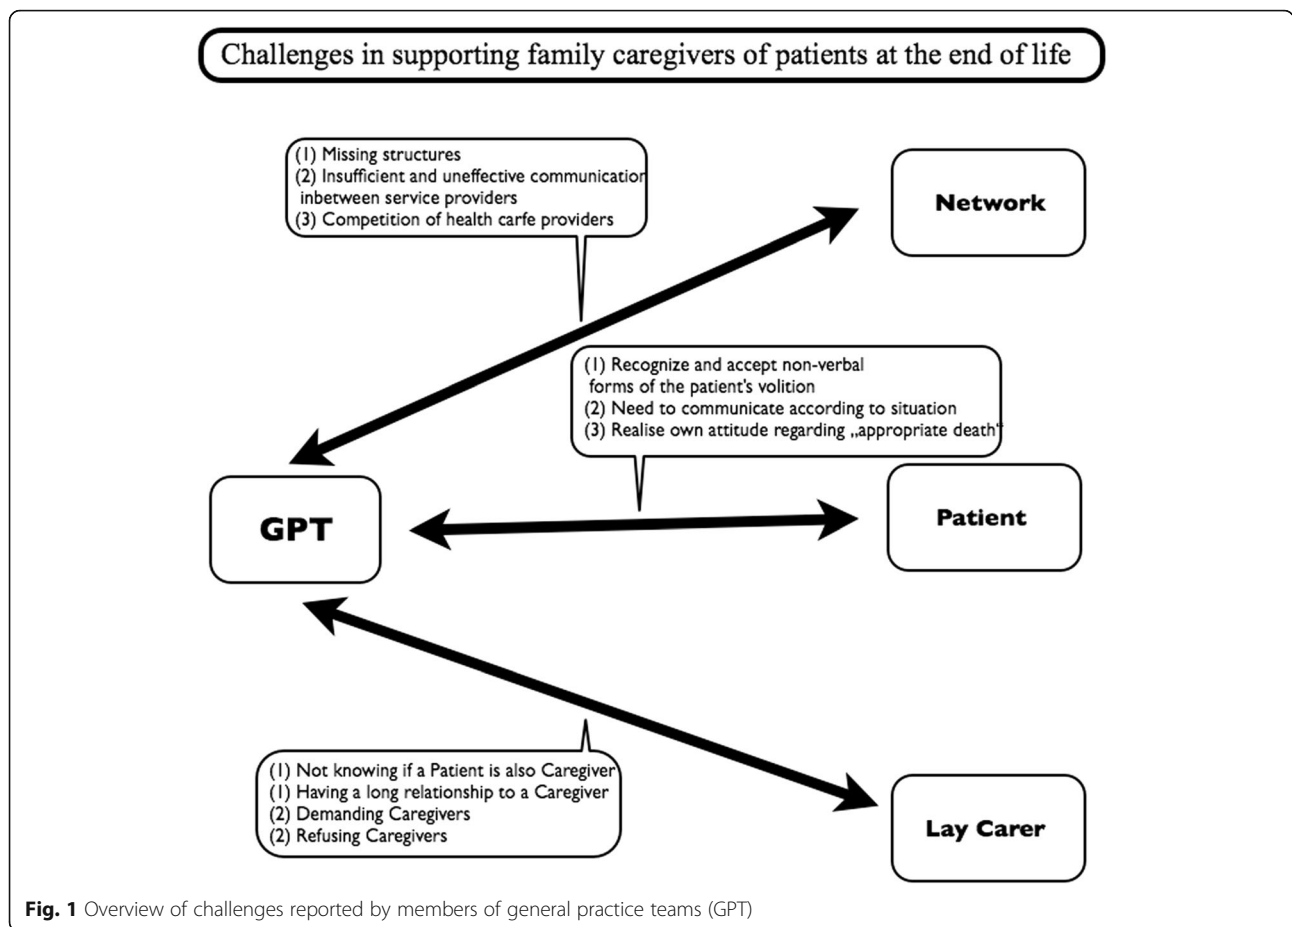 Challenges in supporting family caregivers of patients at the end of life
(1) Missing structures
(2) Insufficient and uneffective communication
inbetween service providers
(3) Competition of health carfe providers
Network
(1) Recognize and accept non-verbal
forms of the patient's volition
(2) Need to communicate according to situation
(3) Realise own attitude regarding „appropriate death“
GPT
Patient
(1) Not knowing if a Patient is also Caregiver
(1) Having a long relationship to a Caregiver
(2) Demanding Caregivers
(2) Refusing Caregivers
Lay Carer
Fig. 1 Overview of challenges reported by members of general practice teams (GPT)